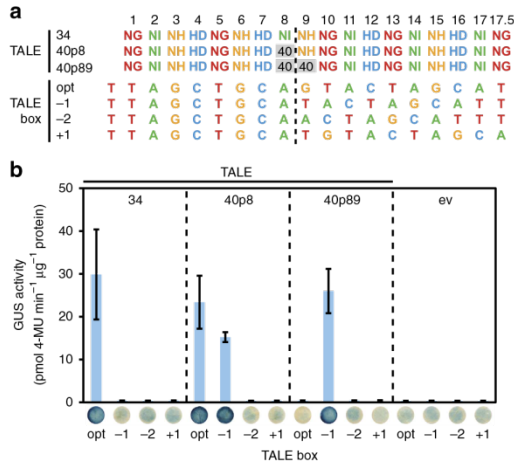 a
1 2 3 4 5 6 7 8 9 10 11 12 13 14 15 16 17 17.5
34 NG NI NH HD NG NH HD NI NH NG NI HD NG NI NH HD NI NG
TALE 40p8 NG NI NH HD NG NH HD 40 NH NG NI HD NG NI NH HD NI NG
40p89 NG NI NH HD NG NH HD 40 40 NG NI HD NG NI NH HD NI NG
opt T T A G C T G C A G T A C T A G C A T
TALE −1 T T A G C T G C A T A C T A G C A T T
box −2 T T A G C T G C A A C T A G C A T T T
+1 T T A G C T G C A T G T A C T A G C A
b
TALE
34 40p8 40p89 ev
GUS activity
(pmol 4-MU min⁻¹ µg⁻¹ protein)
50
40
30
20
10
0
opt −1 −2 +1 opt −1 −2 +1 opt −1 −2 +1 opt −1 −2 +1
TALE box